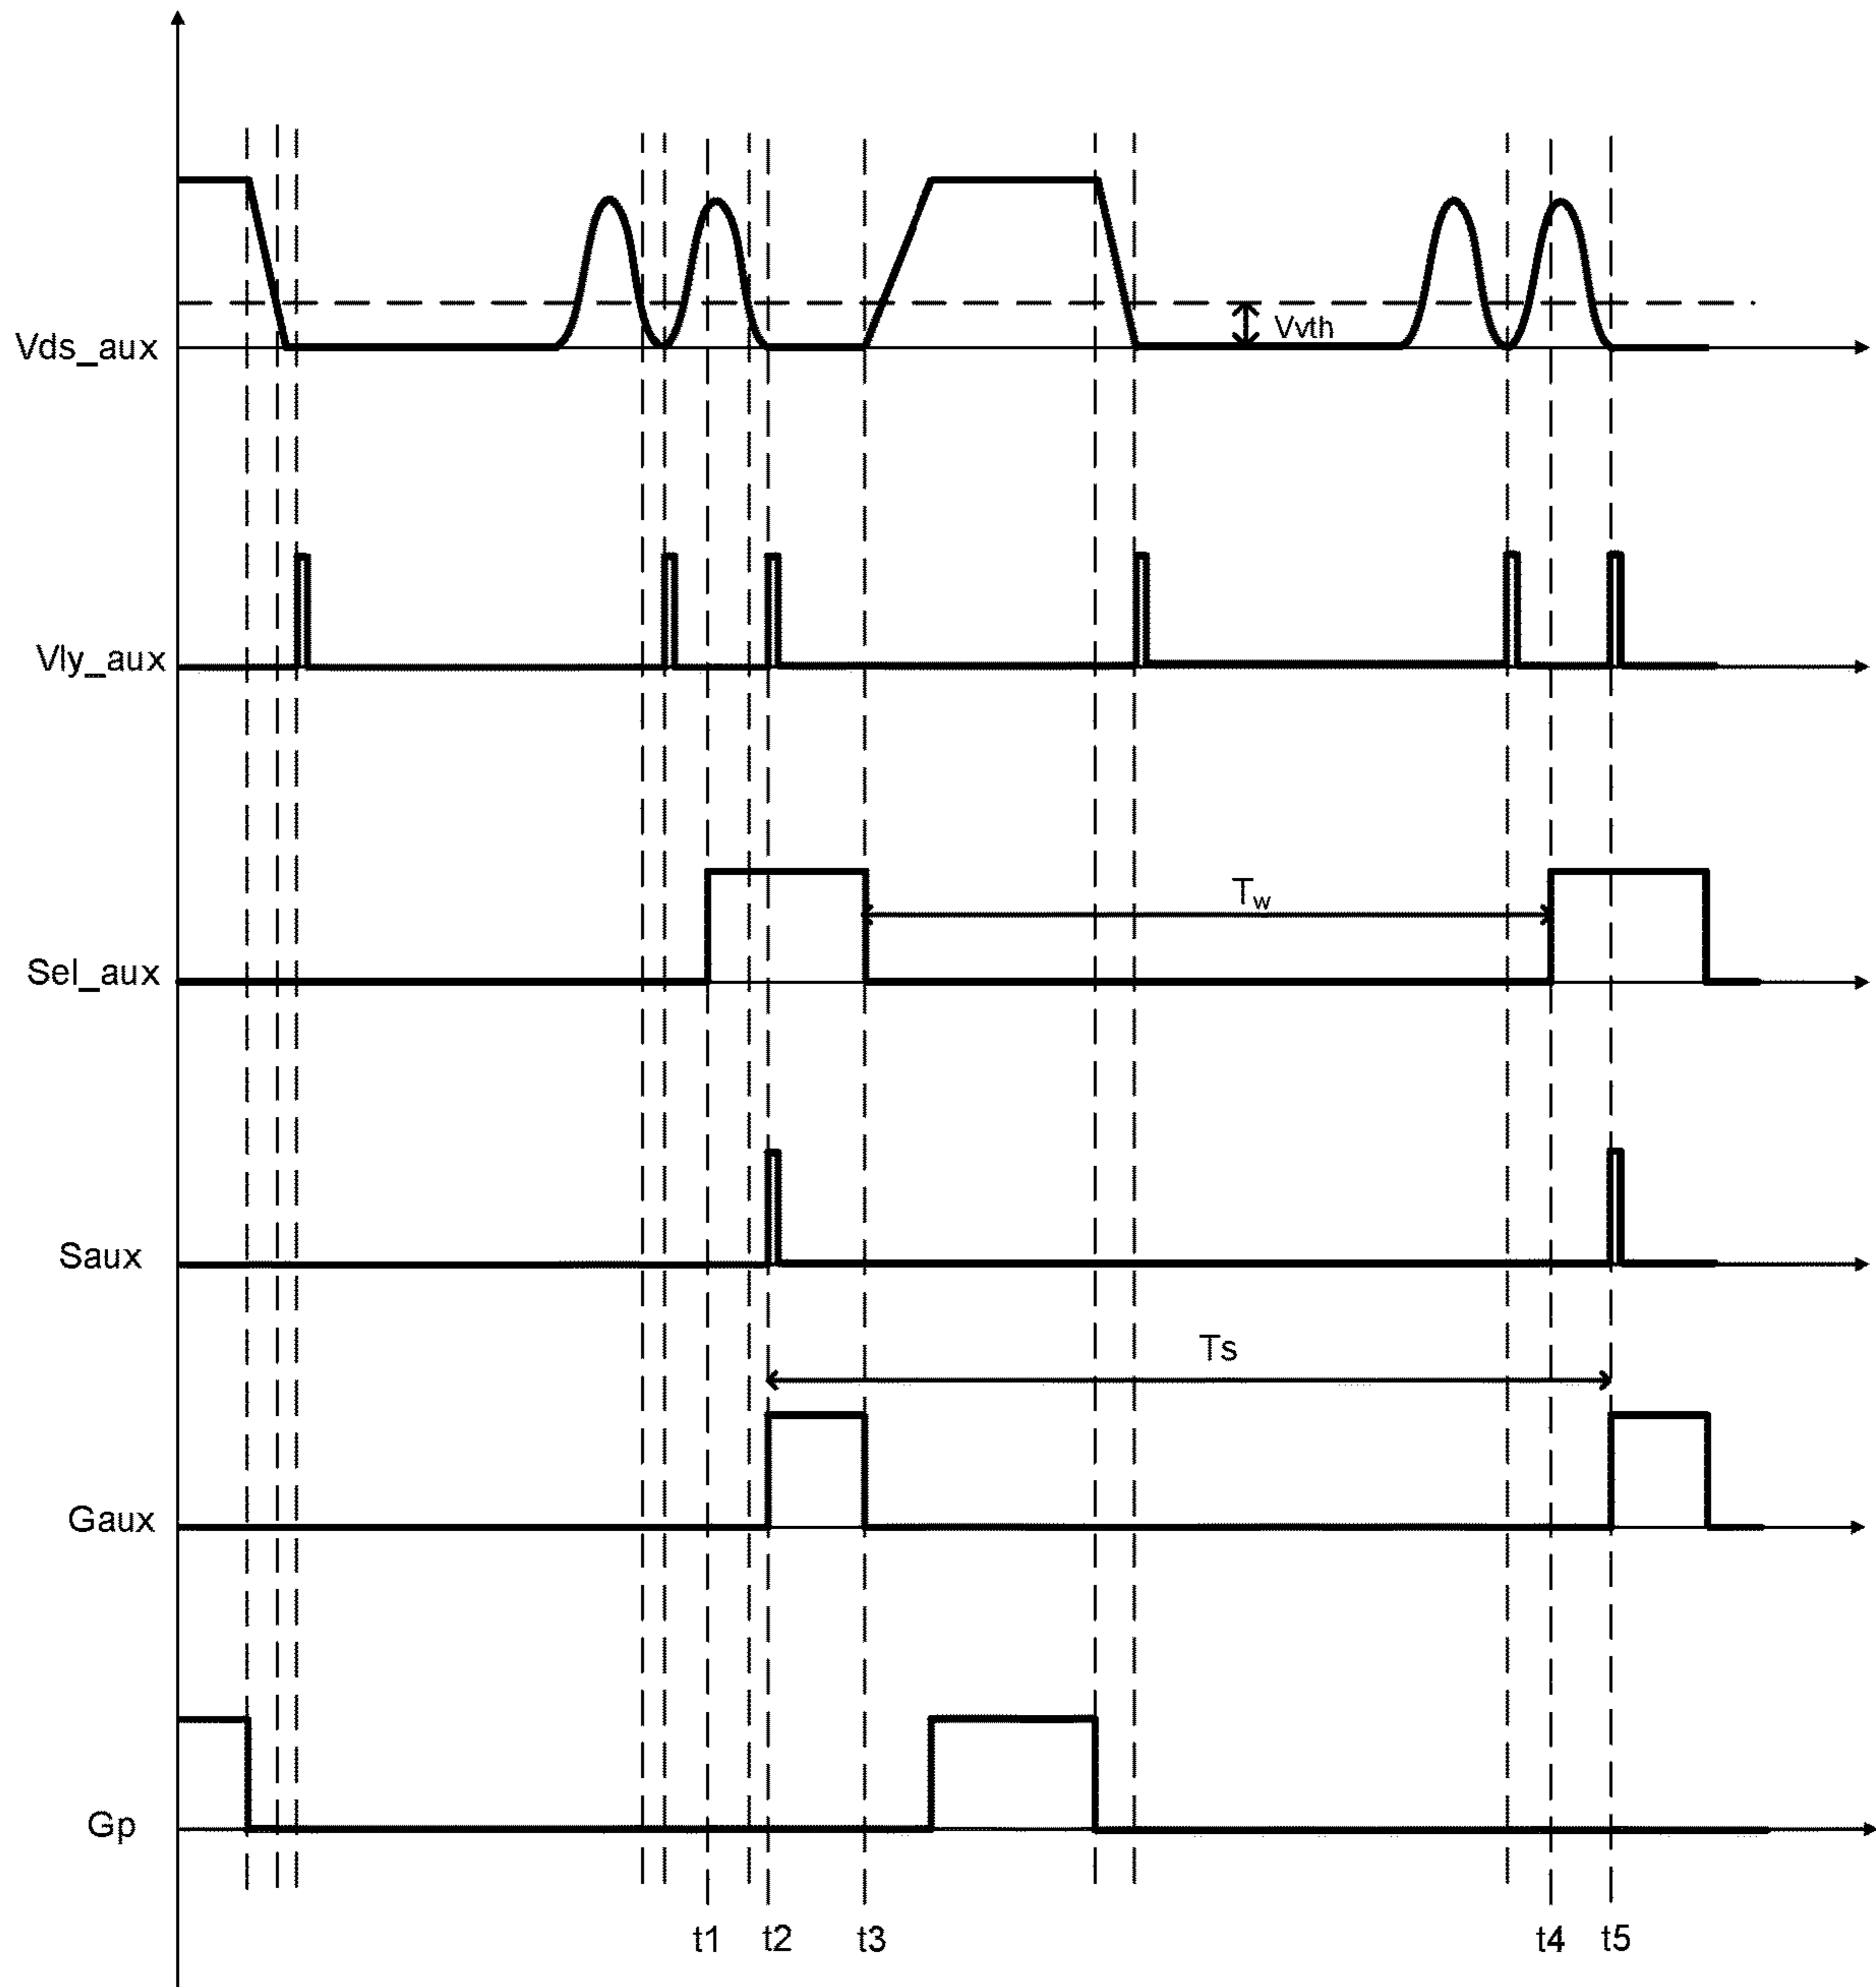 Vds_aux
Vvth
Vly_aux
Tw
Sel_aux
Saux
Ts
Gaux
Gp
t1 t2 t3 t4 t5